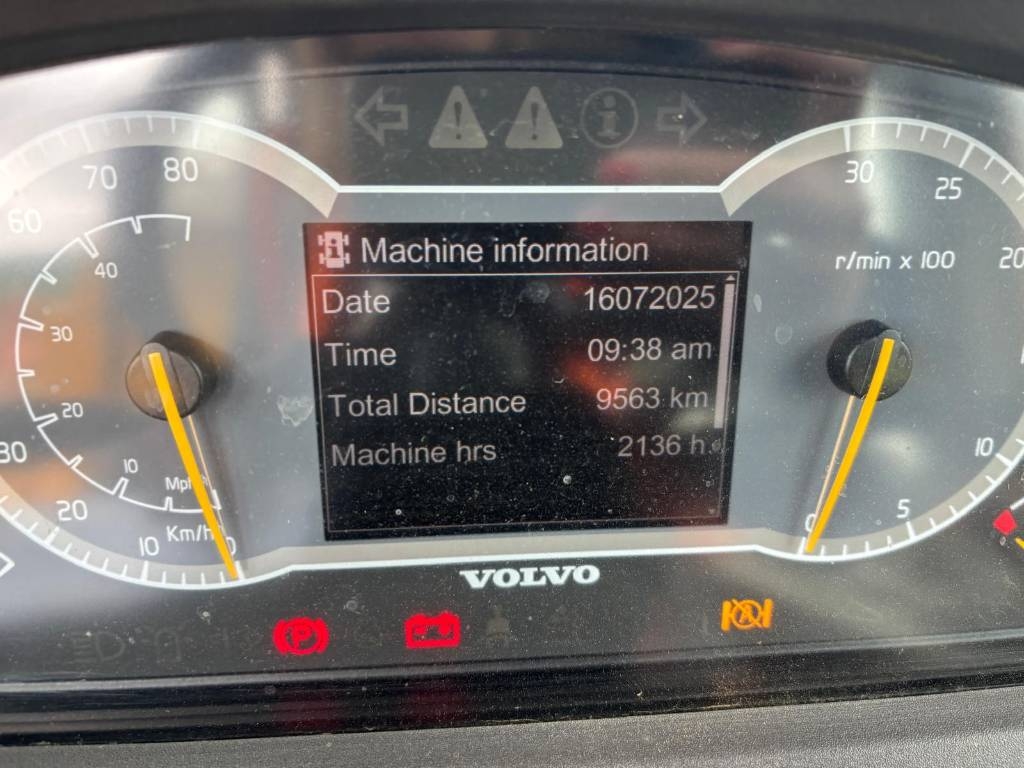 Machine information
Date 16072025
Time 09:38 am
Total Distance 9563 km
Machine hrs 2136 h
80
70
60
30
20
10
0
Km/h
40
30
20
10
30
25
20
10
5
0
r/min x 100
VOLVO
P